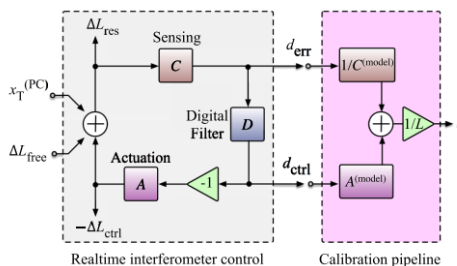 ΔL_res
Sensing
C
d_err
1/C^(model)
x_T^(PC)
Digital
Filter
D
1/L
ΔL_free
Actuation
A
-1
d_ctrl
A^(model)
−ΔL_ctrl
Realtime interferometer control
Calibration pipeline